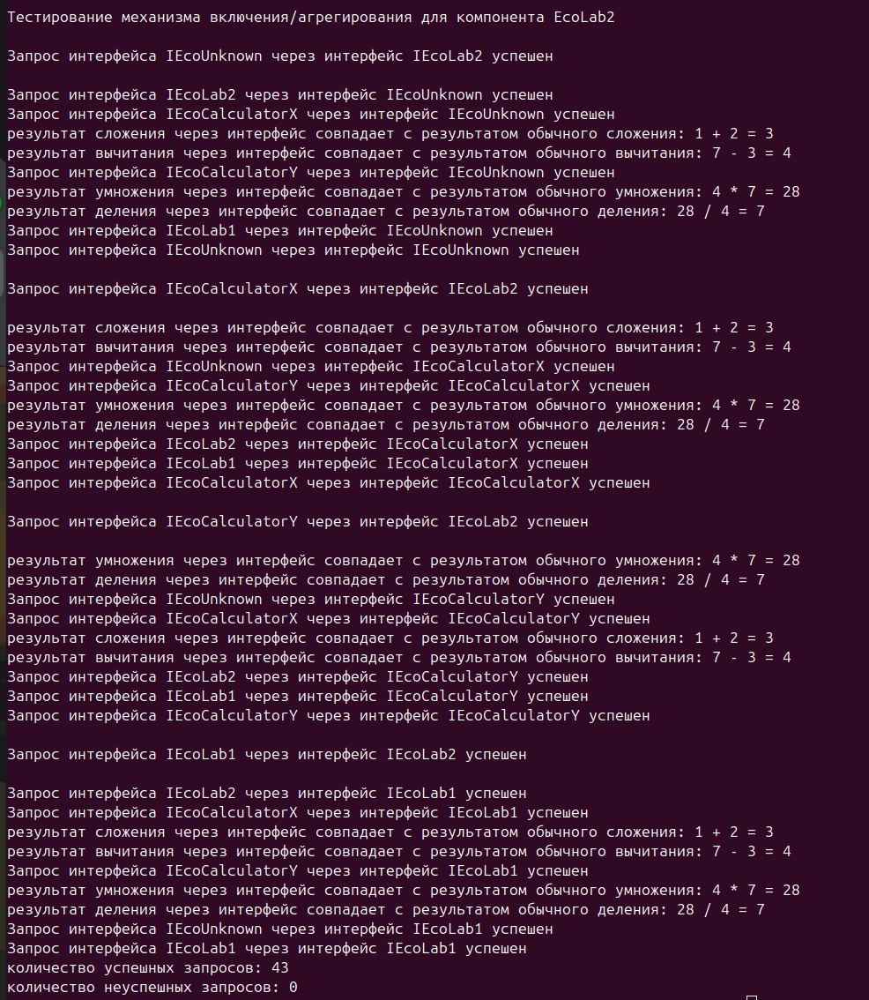 Тестирование механизма включения/агрегирования для компонента EcoLab2
Запрос интерфейса IEcoUnknown через интерфейс IEcoLab2 успешен
Запрос интерфейса IEcoLab2 через интерфейс IEcoUnknown успешен
Запрос интерфейса IEcoCalculatorX через интерфейс IEcoUnknown успешен
результат сложения через интерфейс совпадает с результатом обычного сложения: 1 + 2 = 3
результат вычитания через интерфейс совпадает с результатом обычного вычитания: 7 - 3 = 4
Запрос интерфейса IEcoCalculatorY через интерфейс IEcoUnknown успешен
результат умножения через интерфейс совпадает с результатом обычного умножения: 4 * 7 = 28
результат деления через интерфейс совпадает с результатом обычного деления: 28 / 4 = 7
Запрос интерфейса IEcoLab1 через интерфейс IEcoUnknown успешен
Запрос интерфейса IEcoUnknown через интерфейс IEcoUnknown успешен
Запрос интерфейса IEcoCalculatorX через интерфейс IEcoLab2 успешен
результат сложения через интерфейс совпадает с результатом обычного сложения: 1 + 2 = 3
результат вычитания через интерфейс совпадает с результатом обычного вычитания: 7 - 3 = 4
Запрос интерфейса IEcoUnknown через интерфейс IEcoCalculatorX успешен
Запрос интерфейса IEcoCalculatorY через интерфейс IEcoCalculatorX успешен
результат умножения через интерфейс совпадает с результатом обычного умножения: 4 * 7 = 28
результат деления через интерфейс совпадает с результатом обычного деления: 28 / 4 = 7
Запрос интерфейса IEcoLab2 через интерфейс IEcoCalculatorX успешен
Запрос интерфейса IEcoLab1 через интерфейс IEcoCalculatorX успешен
Запрос интерфейса IEcoCalculatorX через интерфейс IEcoCalculatorX успешен
Запрос интерфейса IEcoCalculatorY через интерфейс IEcoLab2 успешен
результат умножения через интерфейс совпадает с результатом обычного умножения: 4 * 7 = 28
результат деления через интерфейс совпадает с результатом обычного деления: 28 / 4 = 7
Запрос интерфейса IEcoUnknown через интерфейс IEcoCalculatorY успешен
Запрос интерфейса IEcoCalculatorX через интерфейс IEcoCalculatorY успешен
результат сложения через интерфейс совпадает с результатом обычного сложения: 1 + 2 = 3
результат вычитания через интерфейс совпадает с результатом обычного вычитания: 7 - 3 = 4
Запрос интерфейса IEcoLab2 через интерфейс IEcoCalculatorY успешен
Запрос интерфейса IEcoLab1 через интерфейс IEcoCalculatorY успешен
Запрос интерфейса IEcoCalculatorY через интерфейс IEcoCalculatorY успешен
Запрос интерфейса IEcoLab1 через интерфейс IEcoLab2 успешен
Запрос интерфейса IEcoLab2 через интерфейс IEcoLab1 успешен
Запрос интерфейса IEcoCalculatorX через интерфейс IEcoLab1 успешен
результат сложения через интерфейс совпадает с результатом обычного сложения: 1 + 2 = 3
результат вычитания через интерфейс совпадает с результатом обычного вычитания: 7 - 3 = 4
Запрос интерфейса IEcoCalculatorY через интерфейс IEcoLab1 успешен
результат умножения через интерфейс совпадает с результатом обычного умножения: 4 * 7 = 28
результат деления через интерфейс совпадает с результатом обычного деления: 28 / 4 = 7
Запрос интерфейса IEcoUnknown через интерфейс IEcoLab1 успешен
Запрос интерфейса IEcoLab1 через интерфейс IEcoLab1 успешен
количество успешных запросов: 43
количество неуспешных запросов: 0